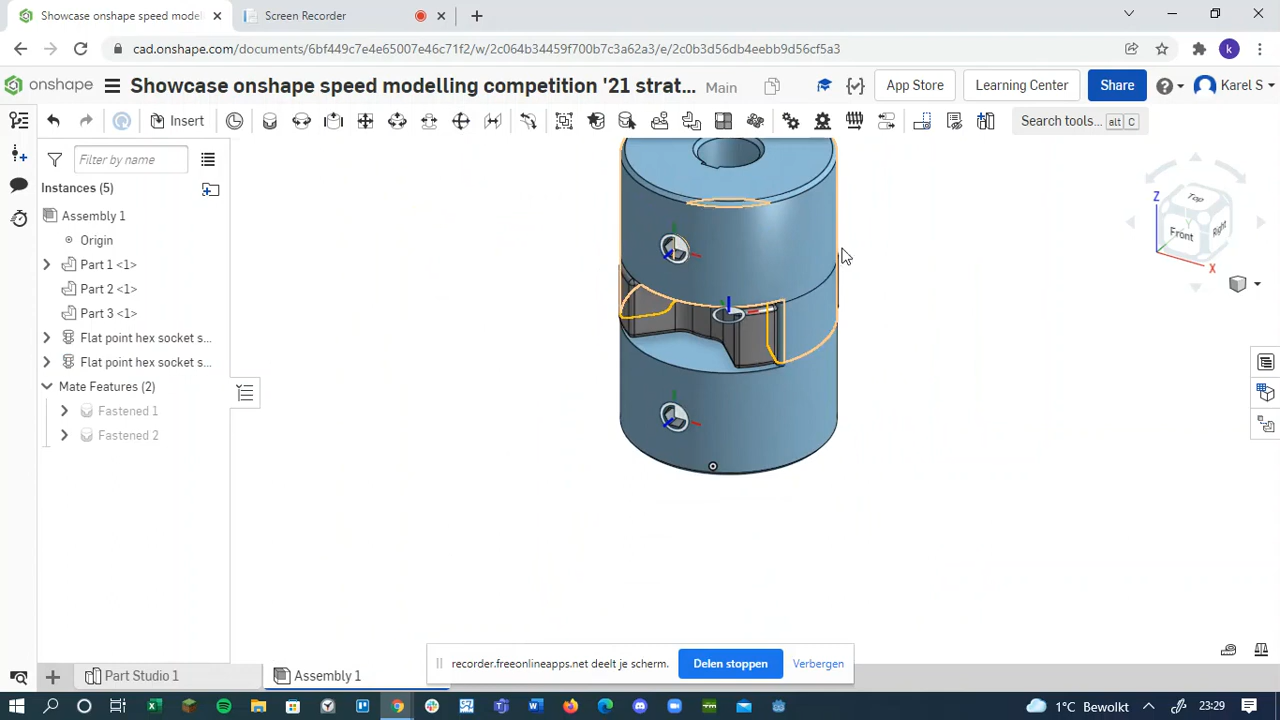 Showcase onshape speed modelli
Screen Recorder
cad.onshape.com/documents/6bf449c7e4e65007e46c71f2/w/2c064b34459f700b7c3a62a3/e/2c0b3d56db4eebb9d56cf5a3
k
onshape
Showcase onshape speed modelling competition '21 strat... Main
App Store
Learning Center
Share
Karel S
Insert
Search tools... alt C
Filter by name
Instances (5)
Assembly 1
Origin
Part 1 <1>
Part 2 <1>
Part 3 <1>
Flat point hex socket s...
Flat point hex socket s...
Mate Features (2)
Fastened 1
Fastened 2
Z
Top
Front
Right
Y
X
recorder.freeonlineapps.net deelt je scherm.
Delen stoppen
Verbergen
Part Studio 1
Assembly 1
1°C Bewolkt
23:29